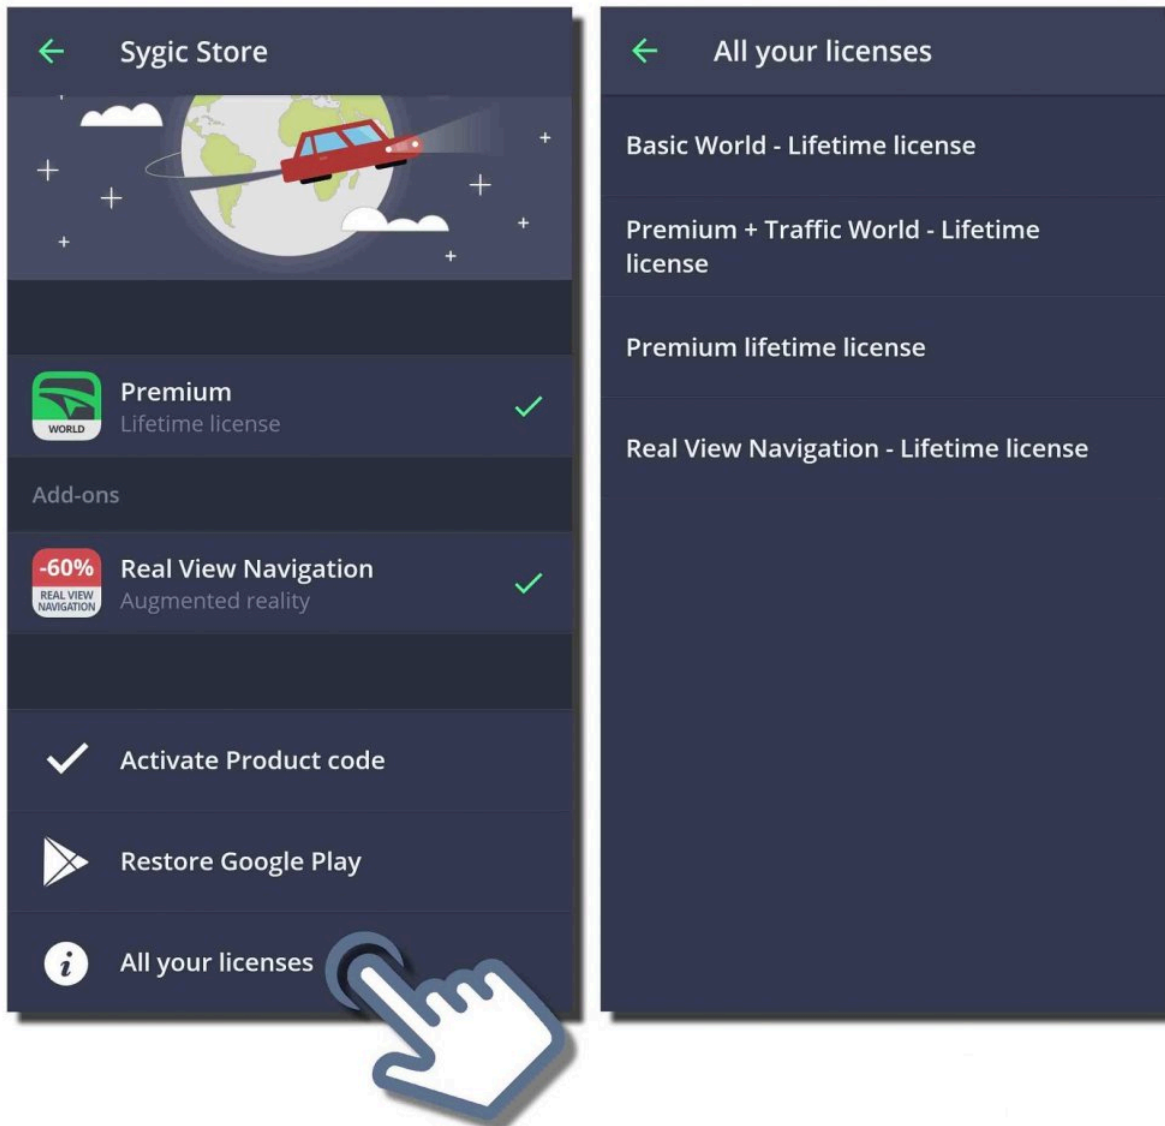 Sygic Store
WORLD
Premium
Lifetime license
Add-ons
-60%
REAL VIEW
NAVIGATION
Real View Navigation
Augmented reality
Activate Product code
Restore Google Play
i
All your licenses
All your licenses
Basic World - Lifetime license
Premium + Traffic World - Lifetime
license
Premium lifetime license
Real View Navigation - Lifetime license